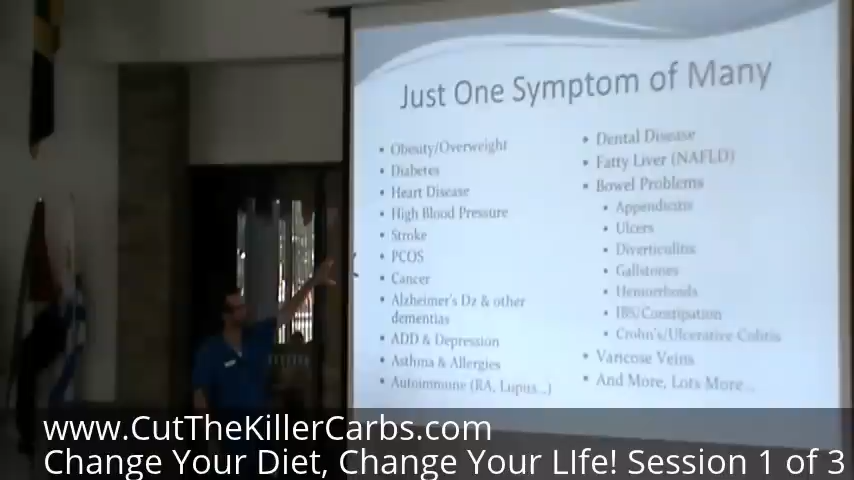 Just One Symptom of Many
• Obesity/Overweight
• Diabetes
• Heart Disease
• High Blood Pressure
• Stroke
• PCOS
• Cancer
• Alzheimer's Dz & other
dementias
• ADD & Depression
• Asthma & Allergies
• Autoimmune (RA, Lupus...)
• Dental Disease
• Fatty Liver (NAFLD)
• Bowel Problems
• Appendicitis
• Ulcers
• Diverticulitis
• Gallstones
• Hemorrhoids
• IBS/Constipation
• Crohn's/Ulcerative Colitis
• Varicose Veins
• And More, Lots More...
www.CutTheKillerCarbs.com
Change Your Diet, Change Your LIfe! Session 1 of 3